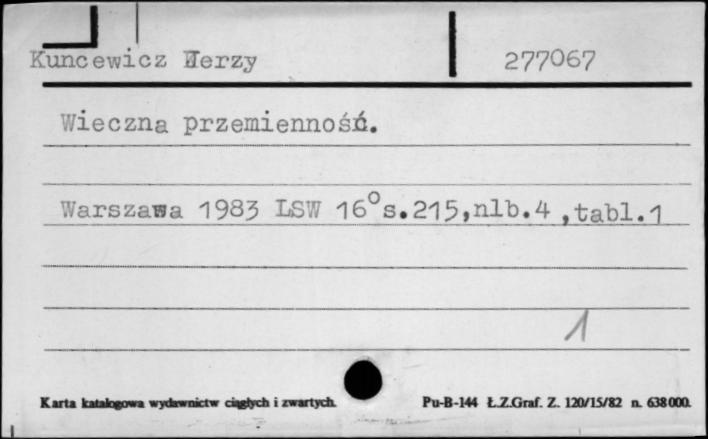 Kuncewicz Jerzy 277067
Wieczna przemienność.
Warszawa 1983 LSW 16° s.215,nlb.4 ,tabl.1
1
Karta katalogowa wydawnictw ciągłych i zwartych. Pu-B-144 Ł.Z.Graf. Z. 120/15/82 n. 638000.